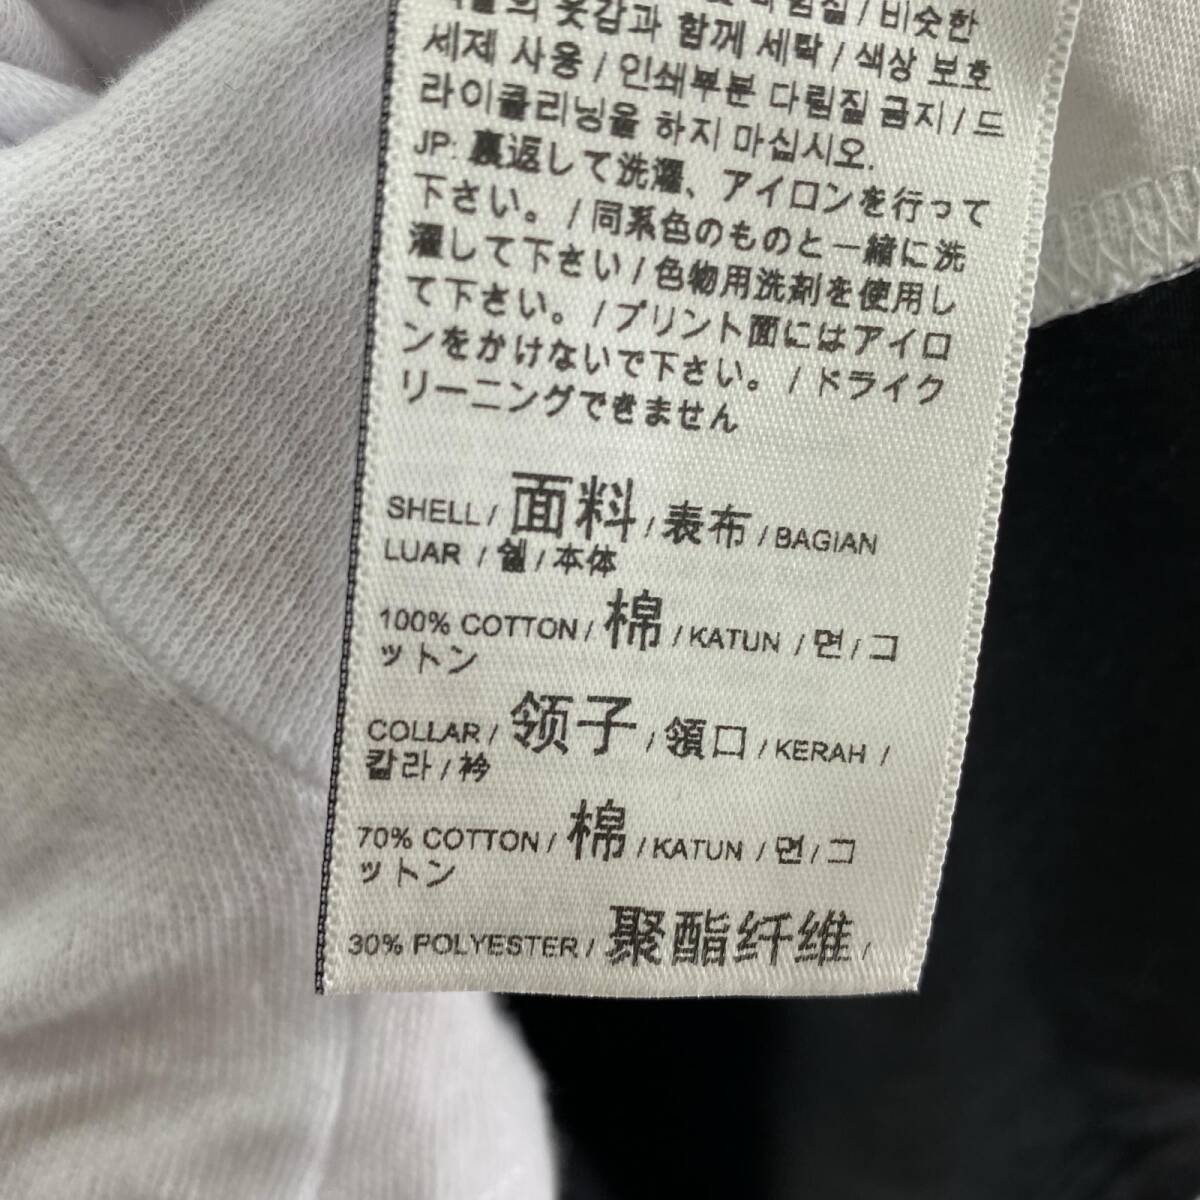 옷감과 함께 세탁 / 색상 보호
세제 사용 / 인쇄부분 다림질 금지 / 드
라이클리닝을 하지 마십시오.
JP: 裏返して洗濯、アイロンを行って
下さい。 / 同系色のものと一緒に洗
濯して下さい / 色物用洗剤を使用し
て下さい。 / プリント面にはアイロ
ンをかけないで下さい。 / ドライク
リーニングできません
SHELL / 面料 / 表布 / BAGIAN
LUAR / 쉘 / 本体
100% COTTON / 棉 / KATUN / 면 / コ
ットン
COLLAR / 领子 / 領口 / KERAH /
칼라 / 衿
70% COTTON / 棉 / KATUN / 면 / コ
ットン
30% POLYESTER / 聚酯纤维 /